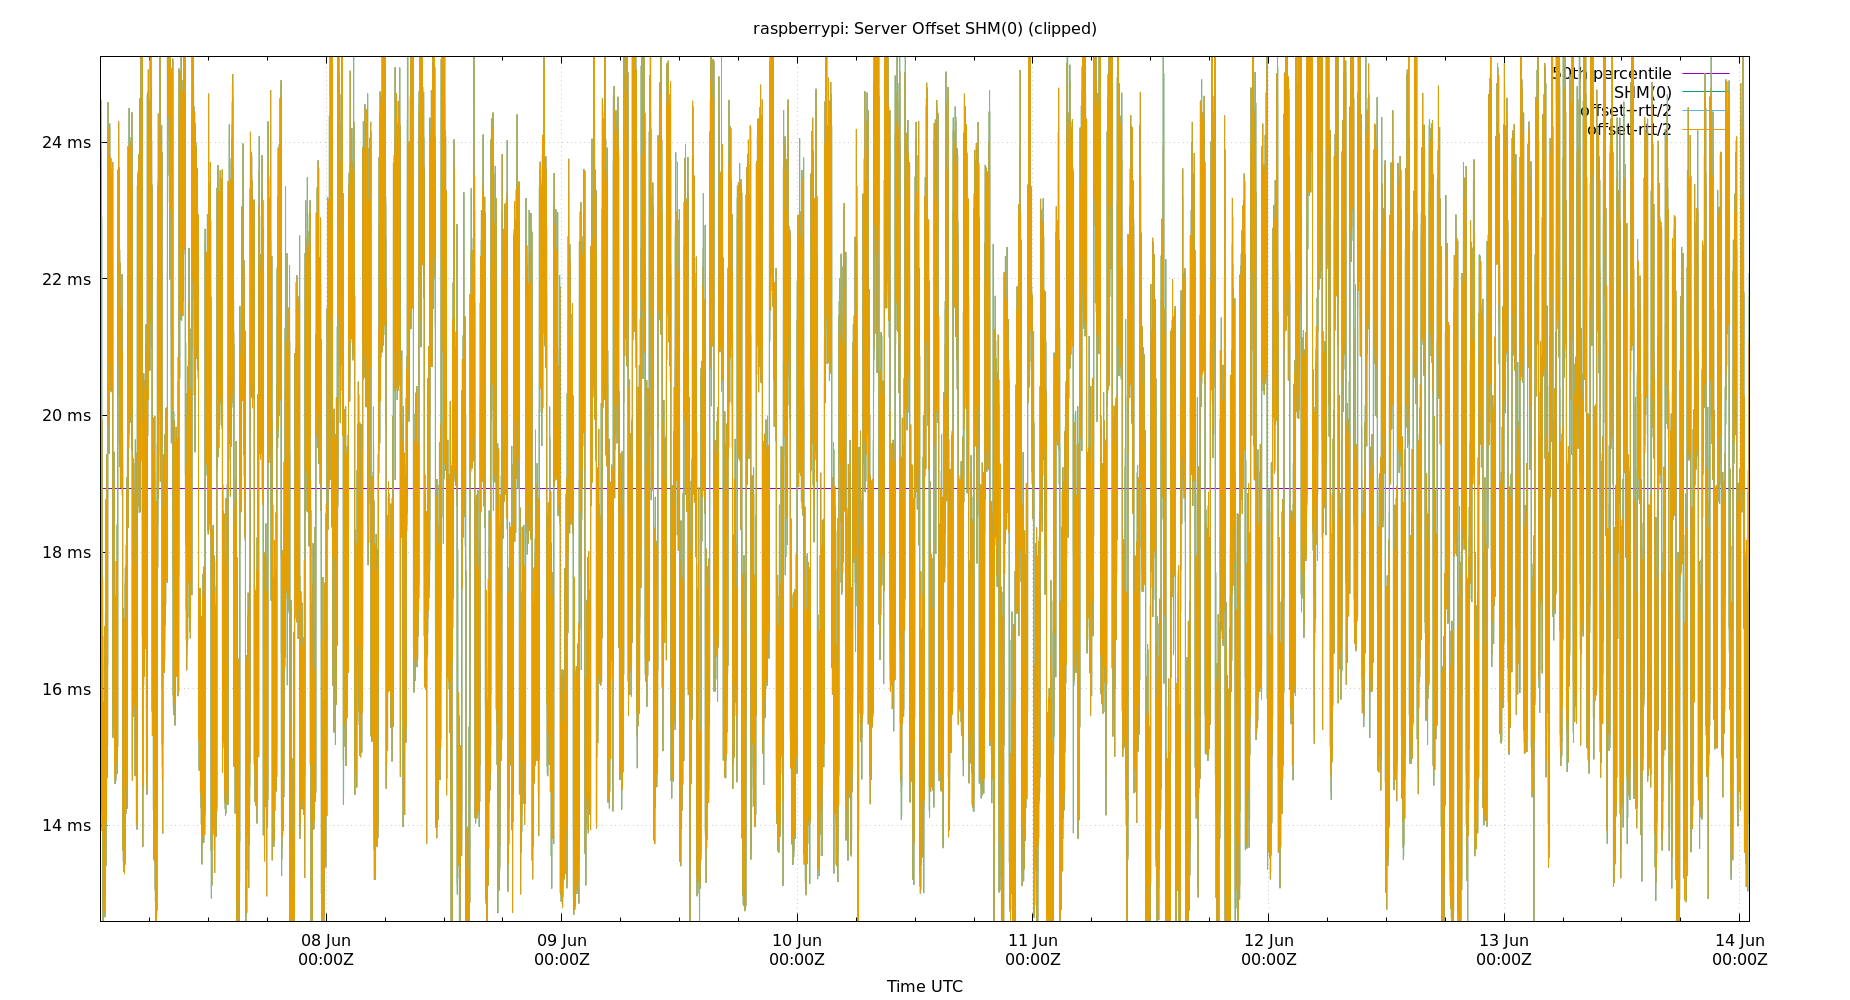 raspberrypi: Server Offset SHM(0) (clipped)
50th percentile
SHM(0)
offset+rtt/2
offset-rtt/2
24 ms
22 ms
20 ms
18 ms
16 ms
14 ms
08 Jun
00:00Z
09 Jun
00:00Z
10 Jun
00:00Z
11 Jun
00:00Z
12 Jun
00:00Z
13 Jun
00:00Z
14 Jun
00:00Z
Time UTC